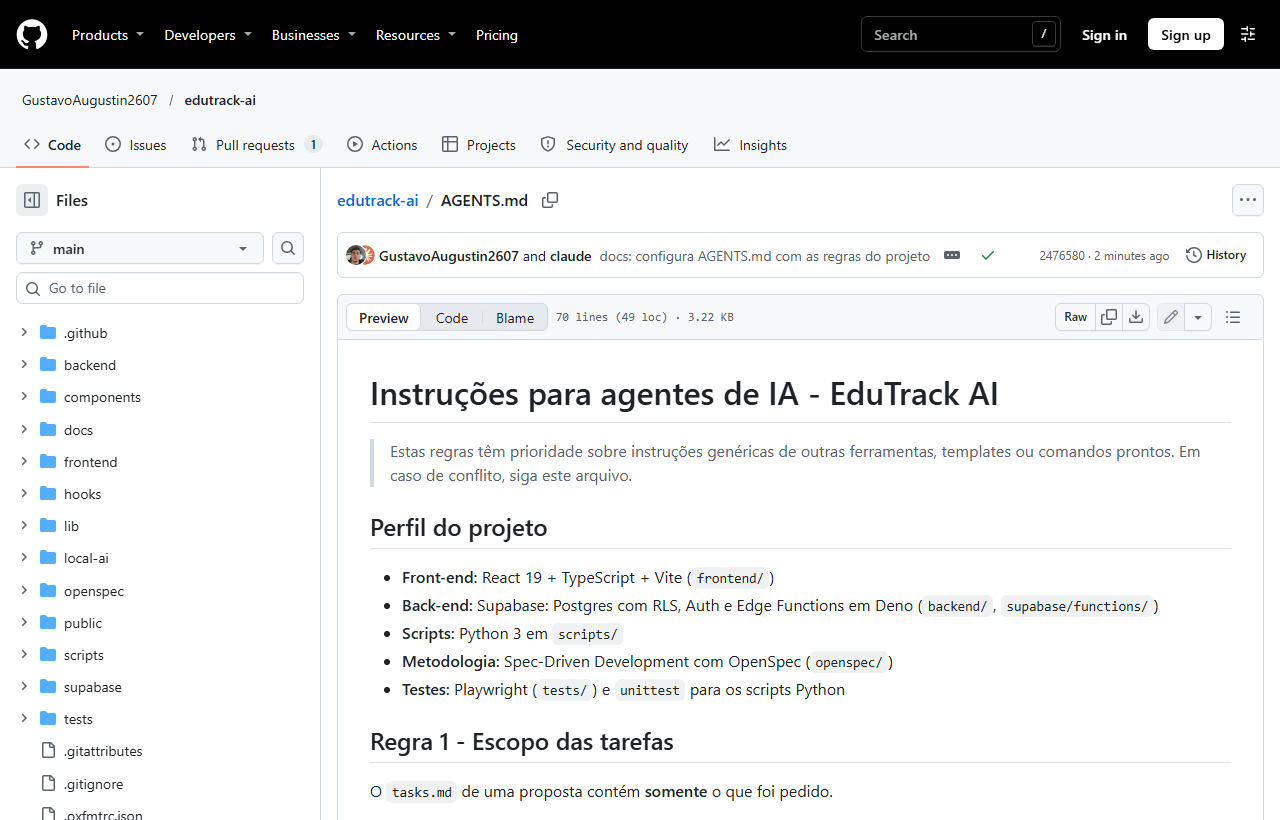 Products Developers Businesses Resources Pricing Search / Sign in Sign up
GustavoAugustin2607 / edutrack-ai
Code Issues Pull requests 1 Actions Projects Security and quality Insights
Files
main
Go to file
.github
backend
components
docs
frontend
hooks
lib
local-ai
openspec
public
scripts
supabase
tests
.gitattributes
.gitignore
.oxfmtrc.json
edutrack-ai / AGENTS.md
GustavoAugustin2607 and claude docs: configura AGENTS.md com as regras do projeto 2476580 · 2 minutes ago History
Preview Code Blame 70 lines (49 loc) · 3.22 KB Raw
Instruções para agentes de IA - EduTrack AI
Estas regras têm prioridade sobre instruções genéricas de outras ferramentas, templates ou comandos prontos. Em
caso de conflito, siga este arquivo.
Perfil do projeto
• Front-end: React 19 + TypeScript + Vite ( frontend/ )
• Back-end: Supabase: Postgres com RLS, Auth e Edge Functions em Deno ( backend/ , supabase/functions/ )
• Scripts: Python 3 em scripts/
• Metodologia: Spec-Driven Development com OpenSpec ( openspec/ )
• Testes: Playwright ( tests/ ) e unittest para os scripts Python
Regra 1 - Escopo das tarefas
O tasks.md de uma proposta contém somente o que foi pedido.